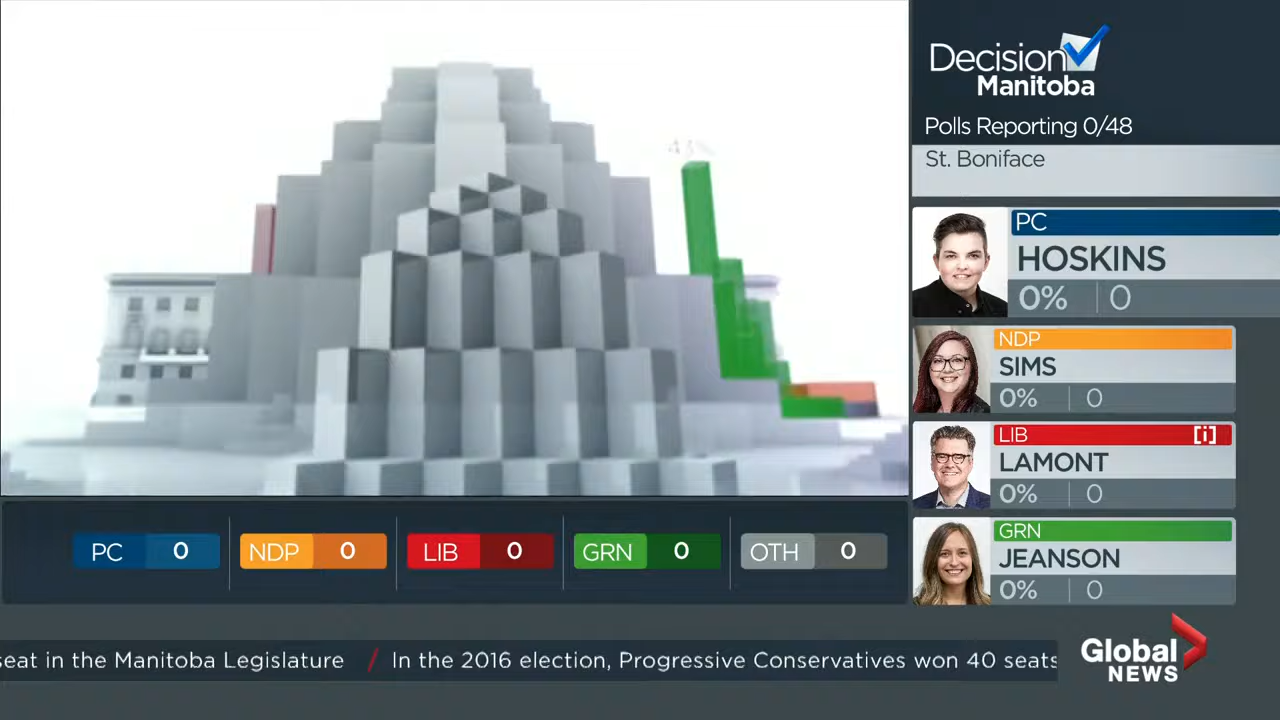 Decision
Manitoba
Polls Reporting 0/48
St. Boniface
PC
HOSKINS
0% 0
NDP
SIMS
0% 0
LIB [i]
LAMONT
0% 0
GRN
JEANSON
0% 0
PC 0 NDP 0 LIB 0 GRN 0 OTH 0
seat in the Manitoba Legislature / In the 2016 election, Progressive Conservatives won 40 seats
Global
NEWS